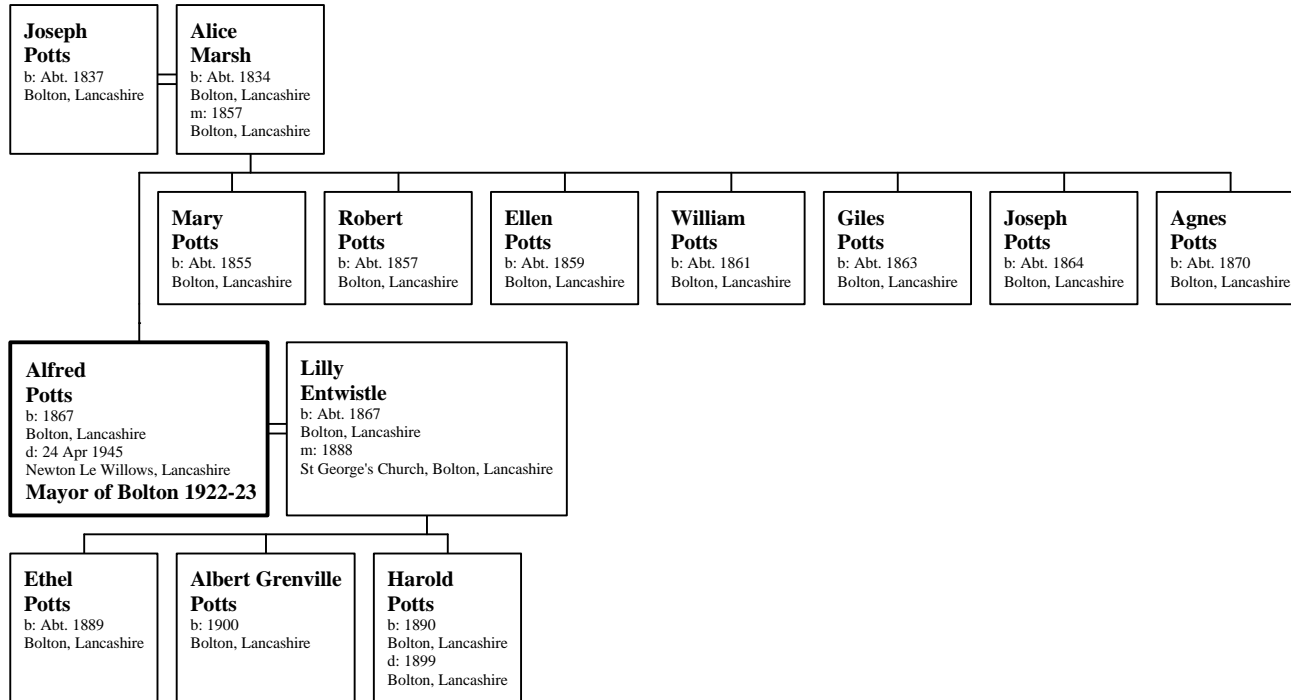 Joseph
Potts
b: Abt. 1837
Bolton, Lancashire
Alice
Marsh
b: Abt. 1834
Bolton, Lancashire
m: 1857
Bolton, Lancashire
Mary
Potts
b: Abt. 1855
Bolton, Lancashire
Robert
Potts
b: Abt. 1857
Bolton, Lancashire
Ellen
Potts
b: Abt. 1859
Bolton, Lancashire
William
Potts
b: Abt. 1861
Bolton, Lancashire
Giles
Potts
b: Abt. 1863
Bolton, Lancashire
Joseph
Potts
b: Abt. 1864
Bolton, Lancashire
Agnes
Potts
b: Abt. 1870
Bolton, Lancashire
Alfred
Potts
b: 1867
Bolton, Lancashire
d: 24 Apr 1945
Newton Le Willows, Lancashire
Mayor of Bolton 1922-23
Lilly
Entwistle
b: Abt. 1867
Bolton, Lancashire
m: 1888
St George's Church, Bolton, Lancashire
Ethel
Potts
b: Abt. 1889
Bolton, Lancashire
Albert Grenville
Potts
b: 1900
Bolton, Lancashire
Harold
Potts
b: 1890
Bolton, Lancashire
d: 1899
Bolton, Lancashire